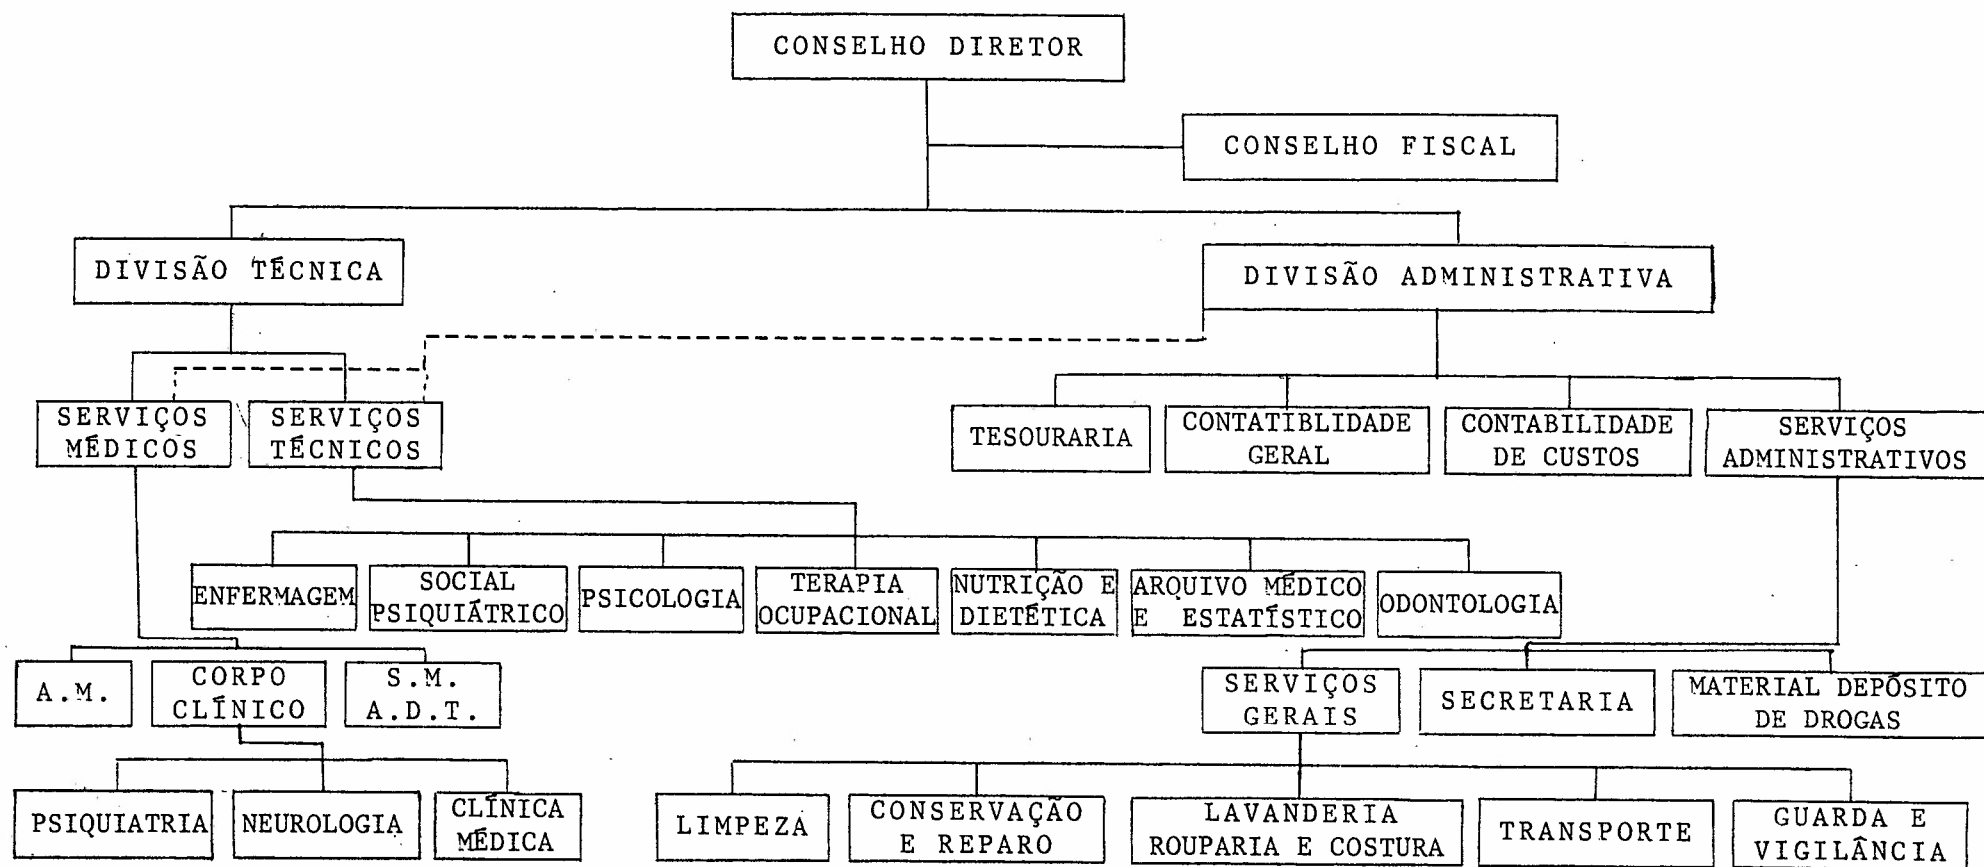 CONSELHO DIRETOR
CONSELHO FISCAL
DIVISÃO TÉCNICA
DIVISÃO ADMINISTRATIVA
SERVIÇOS
MÉDICOS
SERVIÇOS
TÉCNICOS
TESOURARIA
CONTATIBLIDADE
GERAL
CONTABILIDADE
DE CUSTOS
SERVIÇOS
ADMINISTRATIVOS
ENFERMAGEM
SOCIAL
PSIQUIÁTRICO
PSICOLOGIA
TERAPIA
OCUPACIONAL
NUTRIÇÃO E
DIETÉTICA
ARQUIVO MÉDICO
E ESTATÍSTICO
ODONTOLOGIA
A.M.
CORPO
CLÍNICO
S.M.
A.D.T.
SERVIÇOS
GERAIS
SECRETARIA
MATERIAL DEPÓSITO
DE DROGAS
PSIQUIATRIA
NEUROLOGIA
CLÍNICA
MÉDICA
LIMPEZA
CONSERVAÇÃO
E REPARO
LAVANDERIA
ROUPARIA E COSTURA
TRANSPORTE
GUARDA E
VIGILÂNCIA